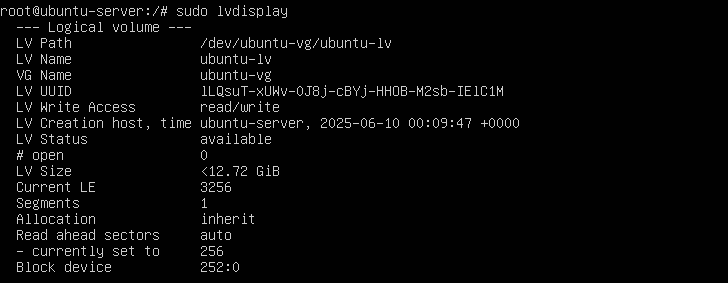 root@ubuntu-server:/# sudo lvdisplay
--- Logical volume ---
LV Path                /dev/ubuntu-vg/ubuntu-lv
LV Name                ubuntu-lv
VG Name                ubuntu-vg
LV UUID                lLQsuT-xUWv-OJ8j-cBYj-HHOB-M2sb-IElC1M
LV Write Access        read/write
LV Creation host, time ubuntu-server, 2025-06-10 00:09:47 +0000
LV Status              available
# open                 0
LV Size                <12.72 GiB
Current LE             3256
Segments               1
Allocation             inherit
Read ahead sectors     auto
- currently set to     256
Block device           252:0